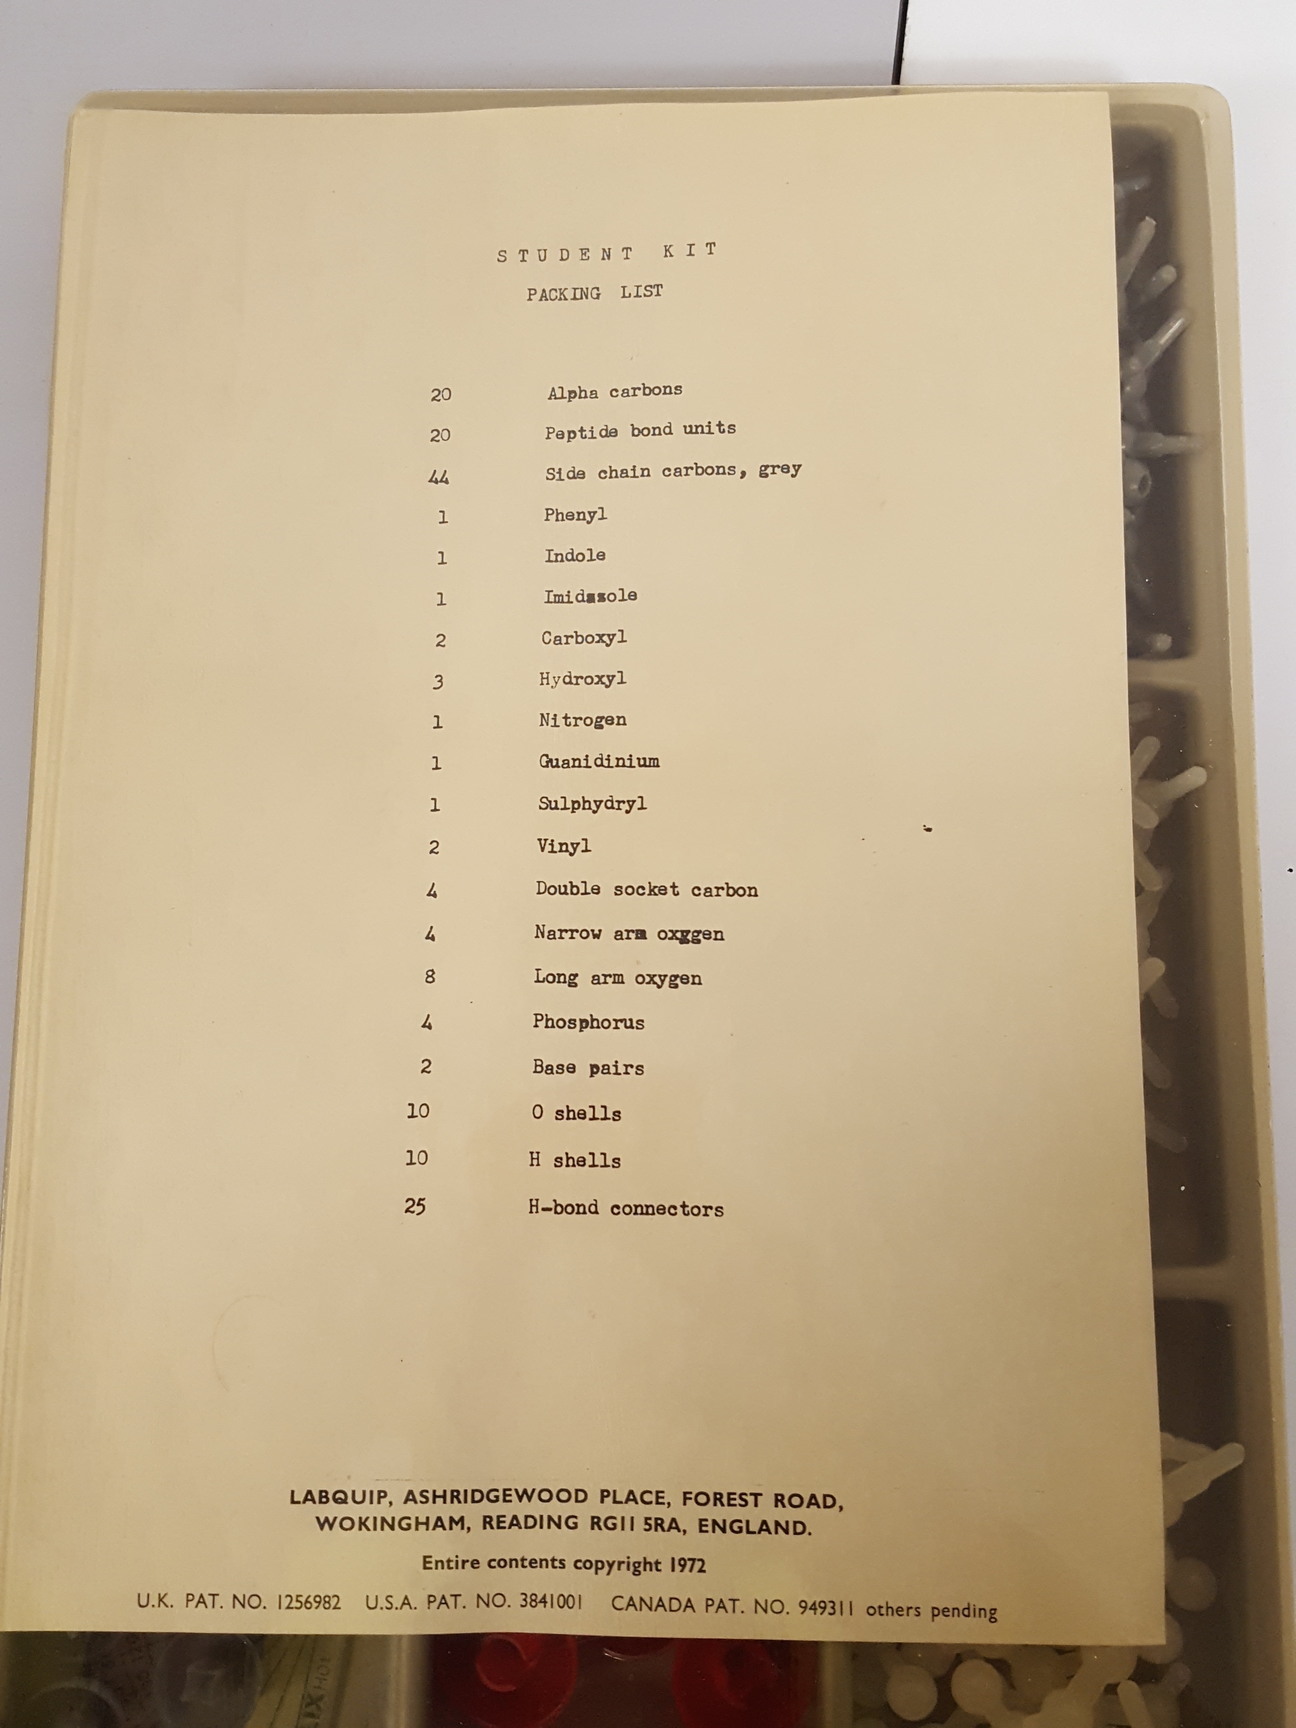 STUDENT KIT
PACKING LIST
20 Alpha carbons
20 Peptide bond units
44 Side chain carbons, grey
1 Phenyl
1 Indole
1 Imidazole
2 Carboxyl
3 Hydroxyl
1 Nitrogen
1 Guanidinium
1 Sulphydryl
2 Vinyl
4 Double socket carbon
4 Narrow arm oxygen
8 Long arm oxygen
4 Phosphorus
2 Base pairs
10 O shells
10 H shells
25 H-bond connectors
LABQUIP, ASHRIDGEWOOD PLACE, FOREST ROAD,
WOKINGHAM, READING RG11 5RA, ENGLAND.
Entire contents copyright 1972
U.K. PAT. NO. 1256982 U.S.A. PAT. NO. 3841001 CANADA PAT. NO. 949311 others pending